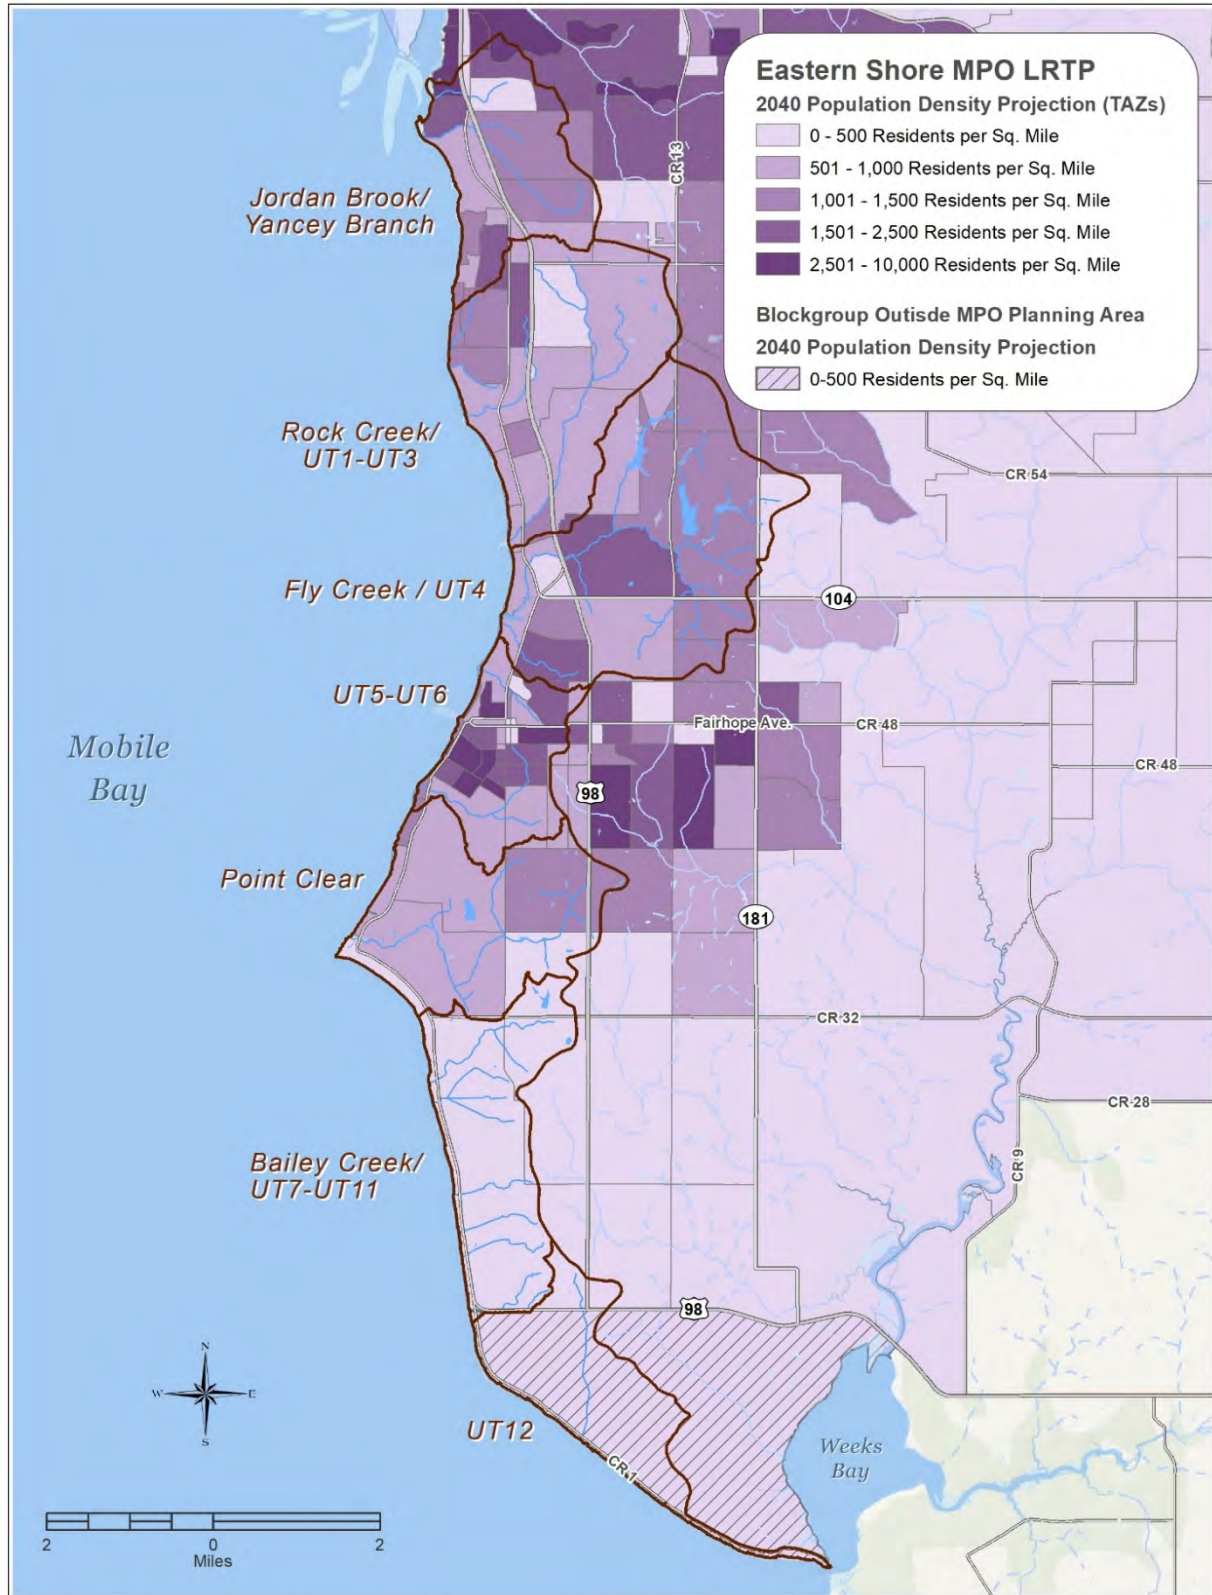 Eastern Shore MPO LRTP
2040 Population Density Projection (TAZs)
0 - 500 Residents per Sq. Mile
501 - 1,000 Residents per Sq. Mile
1,001 - 1,500 Residents per Sq. Mile
1,501 - 2,500 Residents per Sq. Mile
2,501 - 10,000 Residents per Sq. Mile
Blockgroup Outisde MPO Planning Area
2040 Population Density Projection
0-500 Residents per Sq. Mile
CR 13
Jordan Brook/
Yancey Branch
Rock Creek/
UT1-UT3
CR 54
Fly Creek / UT4
104
UT5-UT6
Fairhope Ave.
CR 48
Mobile
Bay
CR 48
98
Point Clear
181
CR 32
CR 28
Bailey Creek/
UT7-UT11
CR 9
98
N
W
E
S
UT12
CR 1
Weeks
Bay
2
0
2
Miles